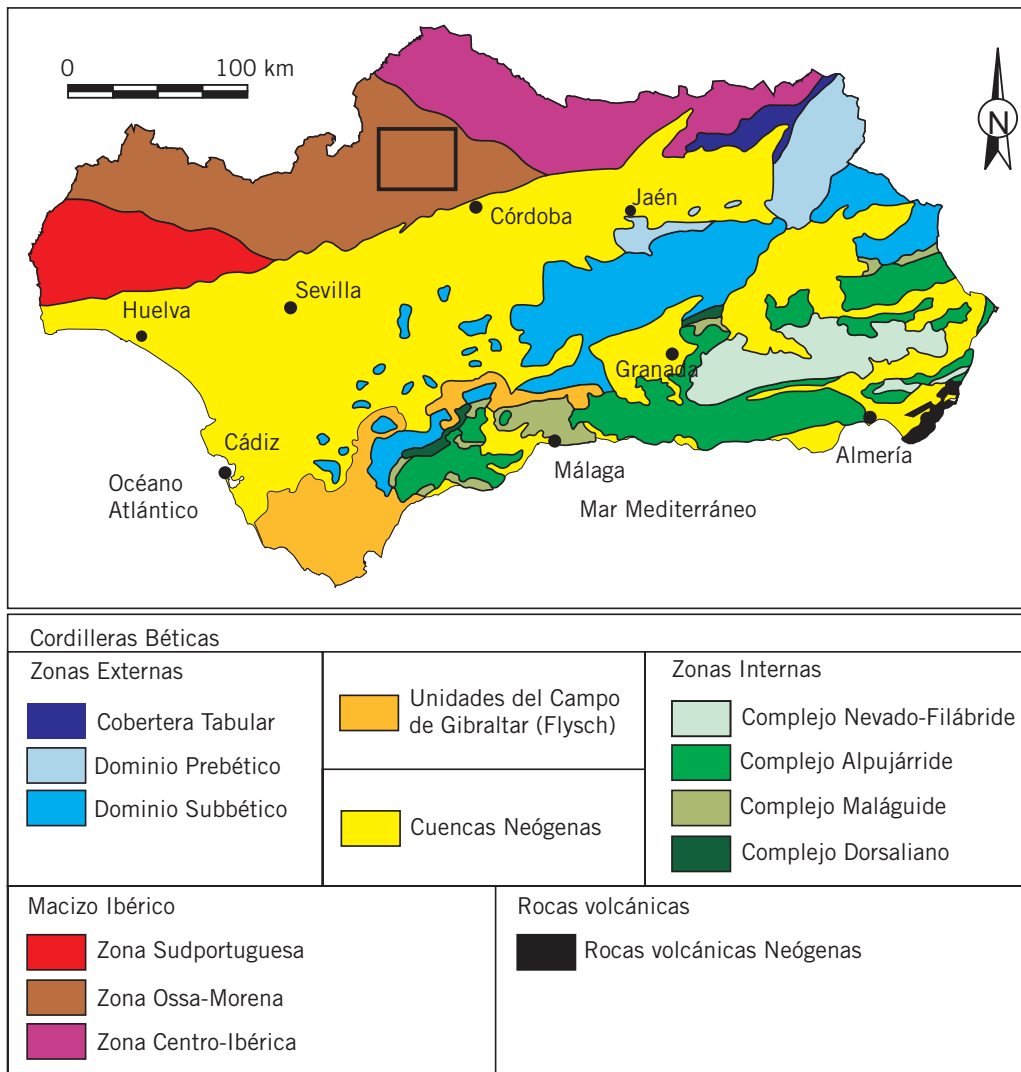 0 100 km
N
Jaén
Córdoba
Sevilla
Huelva
Granada
Cádiz
Almería
Málaga
Océano
Atlántico
Mar Mediterráneo
Cordilleras Béticas
Zonas Externas
Cobertera Tabular
Dominio Prebético
Dominio Subbético
Unidades del Campo
de Gibraltar (Flysch)
Cuencas Neógenas
Zonas Internas
Complejo Nevado-Filábride
Complejo Alpujárride
Complejo Maláguide
Complejo Dorsaliano
Macizo Ibérico
Zona Sudportuguesa
Zona Ossa-Morena
Zona Centro-Ibérica
Rocas volcánicas
Rocas volcánicas Neógenas